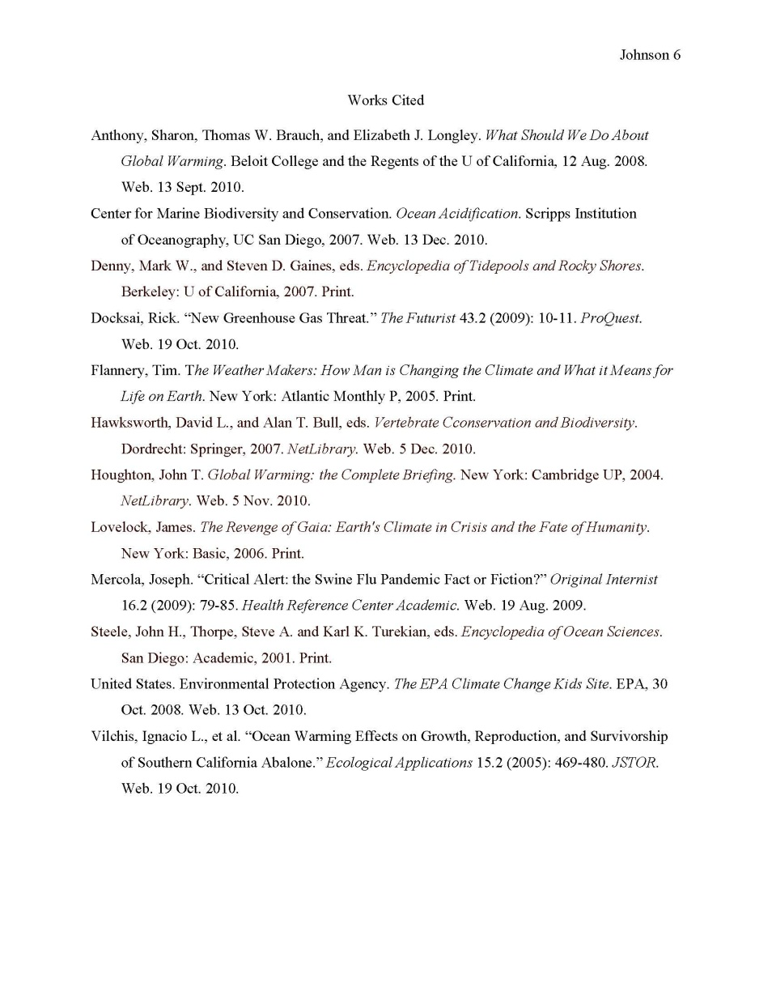 Johnson 6
Works Cited
Anthony, Sharon, Thomas W. Brauch, and Elizabeth J. Longley. What Should We Do About
Global Warming. Beloit College and the Regents of the U of California, 12 Aug. 2008.
Web. 13 Sept. 2010.
Center for Marine Biodiversity and Conservation. Ocean Acidification. Scripps Institution
of Oceanography, UC San Diego, 2007. Web. 13 Dec. 2010.
Denny, Mark W., and Steven D. Gaines, eds. Encyclopedia of Tidepools and Rocky Shores.
Berkeley: U of California, 2007. Print.
Docksai, Rick. “New Greenhouse Gas Threat.” The Futurist 43.2 (2009): 10-11. ProQuest.
Web. 19 Oct. 2010.
Flannery, Tim. The Weather Makers: How Man is Changing the Climate and What it Means for
Life on Earth. New York: Atlantic Monthly P, 2005. Print.
Hawksworth, David L., and Alan T. Bull, eds. Vertebrate Cconservation and Biodiversity.
Dordrecht: Springer, 2007. NetLibrary. Web. 5 Dec. 2010.
Houghton, John T. Global Warming: the Complete Briefing. New York: Cambridge UP, 2004.
NetLibrary. Web. 5 Nov. 2010.
Lovelock, James. The Revenge of Gaia: Earth's Climate in Crisis and the Fate of Humanity.
New York: Basic, 2006. Print.
Mercola, Joseph. “Critical Alert: the Swine Flu Pandemic Fact or Fiction?” Original Internist
16.2 (2009): 79-85. Health Reference Center Academic. Web. 19 Aug. 2009.
Steele, John H., Thorpe, Steve A. and Karl K. Turekian, eds. Encyclopedia of Ocean Sciences.
San Diego: Academic, 2001. Print.
United States. Environmental Protection Agency. The EPA Climate Change Kids Site. EPA, 30
Oct. 2008. Web. 13 Oct. 2010.
Vilchis, Ignacio L., et al. “Ocean Warming Effects on Growth, Reproduction, and Survivorship
of Southern California Abalone.” Ecological Applications 15.2 (2005): 469-480. JSTOR.
Web. 19 Oct. 2010.